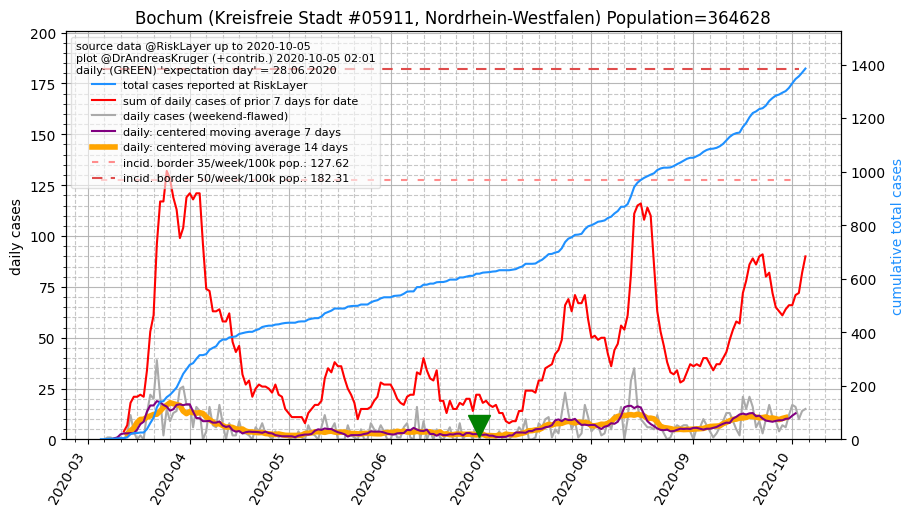 Bochum (Kreisfreie Stadt #05911, Nordrhein-Westfalen) Population=364628
source data @RiskLayer up to 2020-10-05
plot @DrAndreasKruger (+contrib.) 2020-10-05 02:01
daily: (GREEN) 'expectation day' = 28.06.2020
total cases reported at RiskLayer
sum of daily cases of prior 7 days for date
daily cases (weekend-flawed)
daily: centered moving average 7 days
daily: centered moving average 14 days
incid. border 35/week/100k pop.: 127.62
incid. border 50/week/100k pop.: 182.31
daily cases
200
175
150
125
100
75
50
25
0
cumulative total cases
1400
1200
1000
800
600
400
200
0
2020-03
2020-04
2020-05
2020-06
2020-07
2020-08
2020-09
2020-10